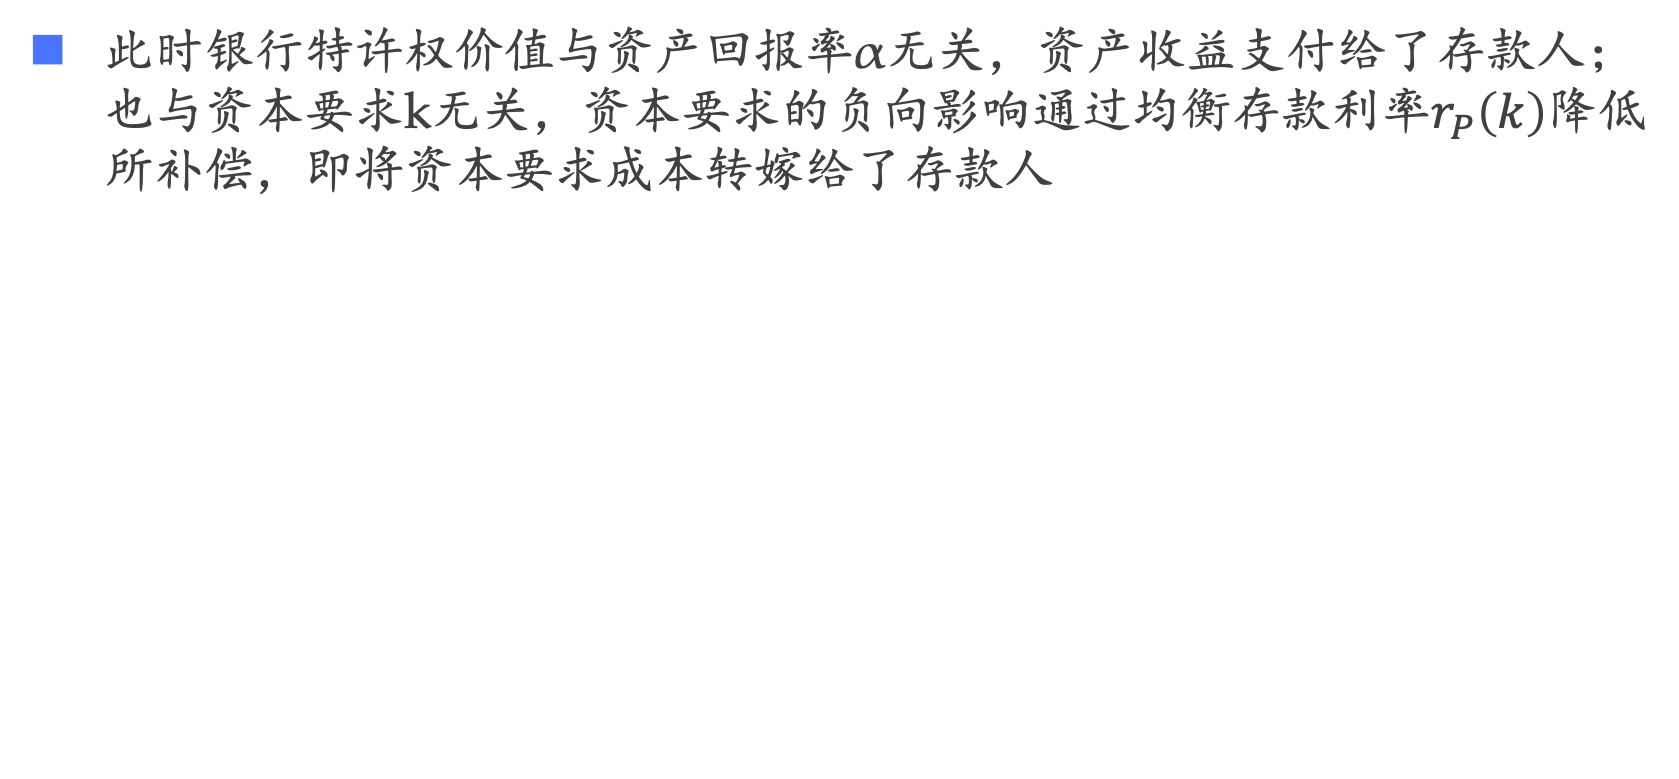 此时银行特许权价值与资产回报率α无关，资产收益支付给了存款人；
也与资本要求k无关，资本要求的负向影响通过均衡存款利率r_P(k)降低
所补偿，即将资本要求成本转嫁给了存款人